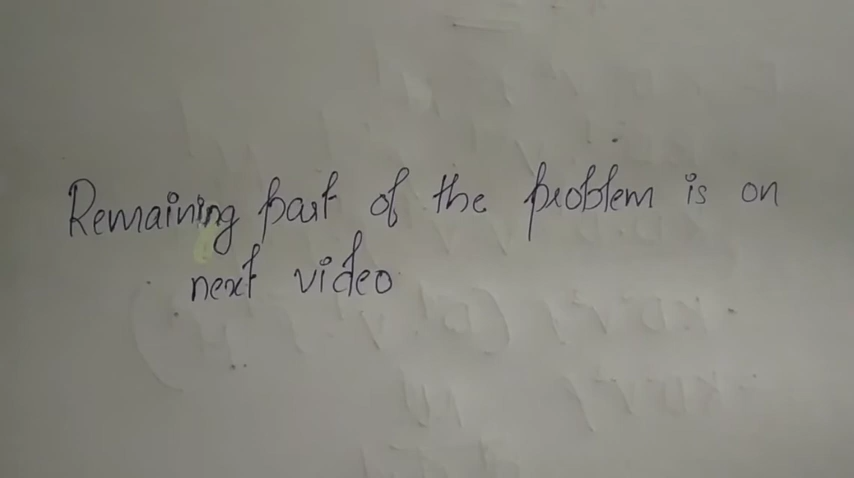 Remaining part of the problem is on
next video